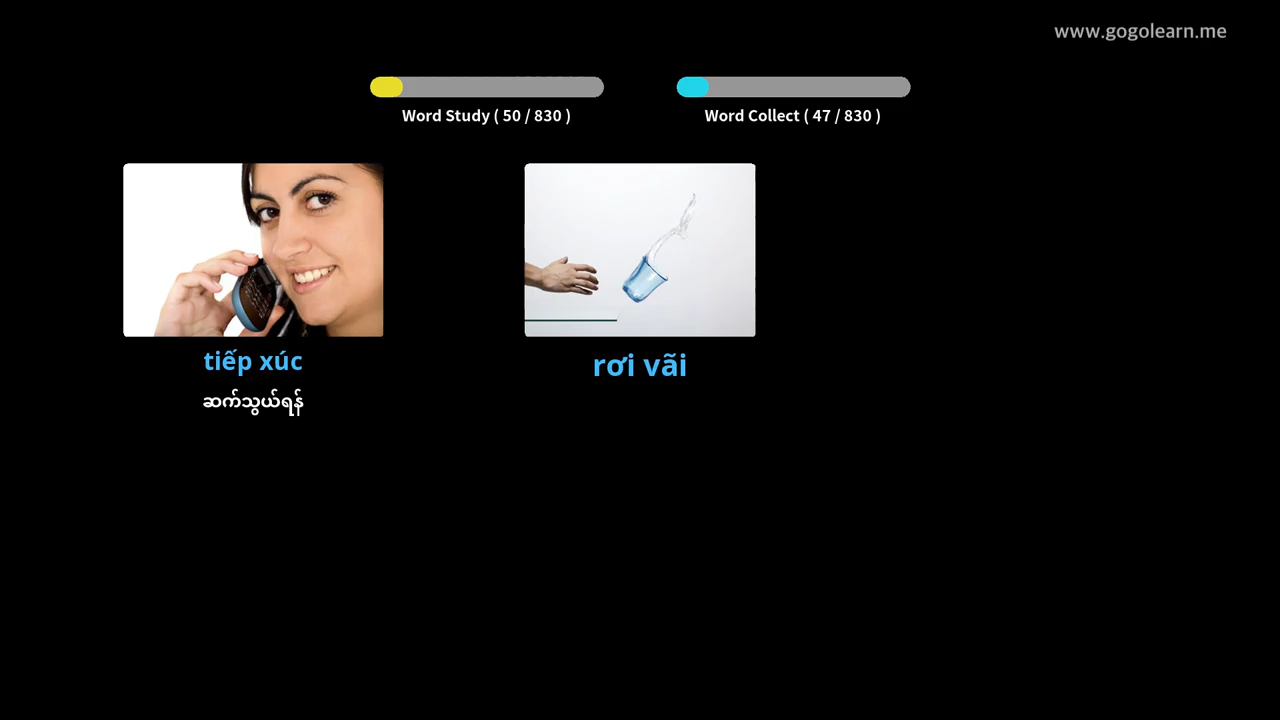 www.gogolearn.me
Word Study ( 50 / 830 )
Word Collect ( 47 / 830 )
tiếp xúc
ဆက်သွယ်ရန်
rơi vãi